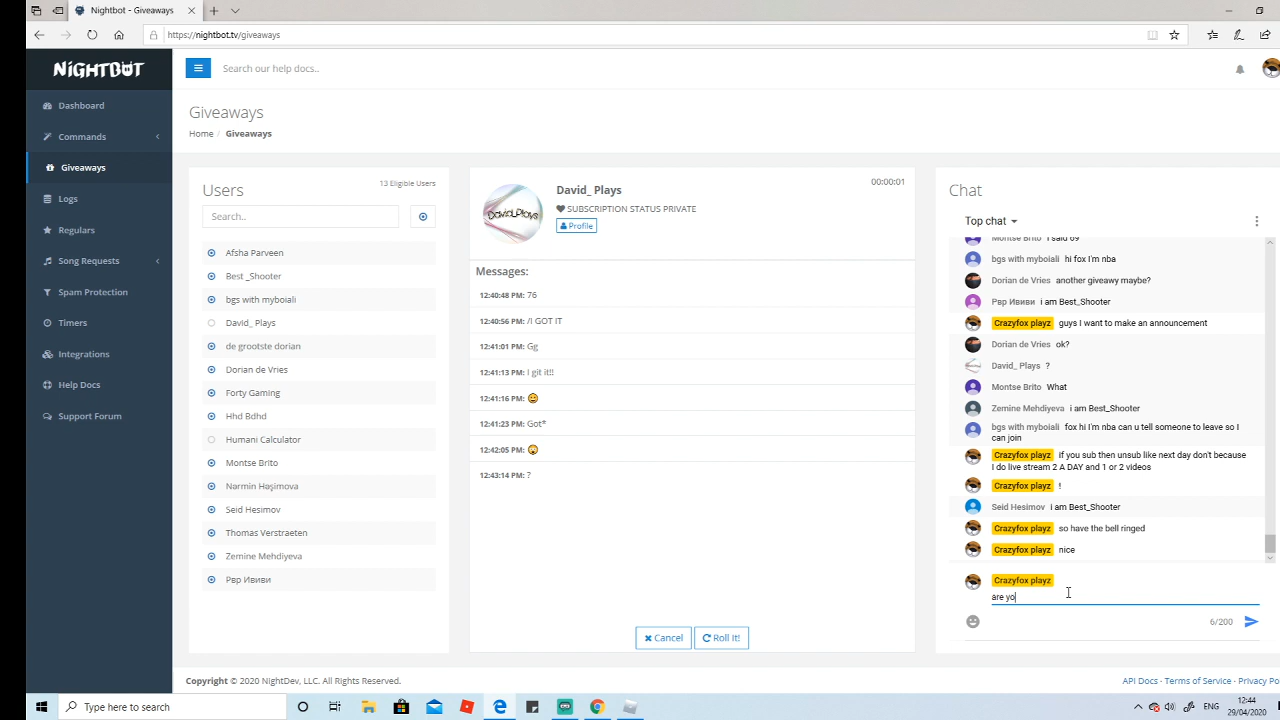 Nightbot - Giveaways
https://nightbot.tv/giveaways
NIGHTBOT
Search our help docs..
Dashboard
Commands
Giveaways
Logs
Regulars
Song Requests
Spam Protection
Timers
Integrations
Help Docs
Support Forum
Giveaways
Home / Giveaways
Users
13 Eligible Users
Search..
Afsha Parveen
Best _Shooter
bgs with myboiali
David_ Plays
de grootste dorian
Dorian de Vries
Forty Gaming
Hhd Bdhd
Humani Calculator
Montse Brito
Nərmin Həşimova
Seid Hesimov
Thomas Verstraeten
Zemine Mehdiyeva
Рвр Ививи
David_Plays
David_ Plays
00:00:01
SUBSCRIPTION STATUS PRIVATE
Profile
Messages:
12:40:48 PM: 76
12:40:56 PM: /I GOT IT
12:41:01 PM: Gg
12:41:13 PM: I git it!!
12:41:16 PM: 😄
12:41:23 PM: Got*
12:42:05 PM: 😲
12:43:14 PM: ?
Cancel
Roll It!
Chat
Top chat
Montse Brito I said 69
bgs with myboiali hi fox I'm nba
Dorian de Vries another giveawy maybe?
Рвр Ививи i am Best_Shooter
Crazyfox playz guys I want to make an announcement
Dorian de Vries ok?
David_ Plays ?
Montse Brito What
Zemine Mehdiyeva i am Best_Shooter
bgs with myboiali fox hi I'm nba can u tell someone to leave so I
can join
Crazyfox playz if you sub then unsub like next day don't because
I do live stream 2 A DAY and 1 or 2 videos
Crazyfox playz !
Seid Hesimov i am Best_Shooter
Crazyfox playz so have the bell ringed
Crazyfox playz nice
Crazyfox playz
are yo
6/200
Copyright © 2020 NightDev, LLC. All Rights Reserved.
API Docs - Terms of Service - Privacy Po
Type here to search
ENG
12:44
29/04/2020